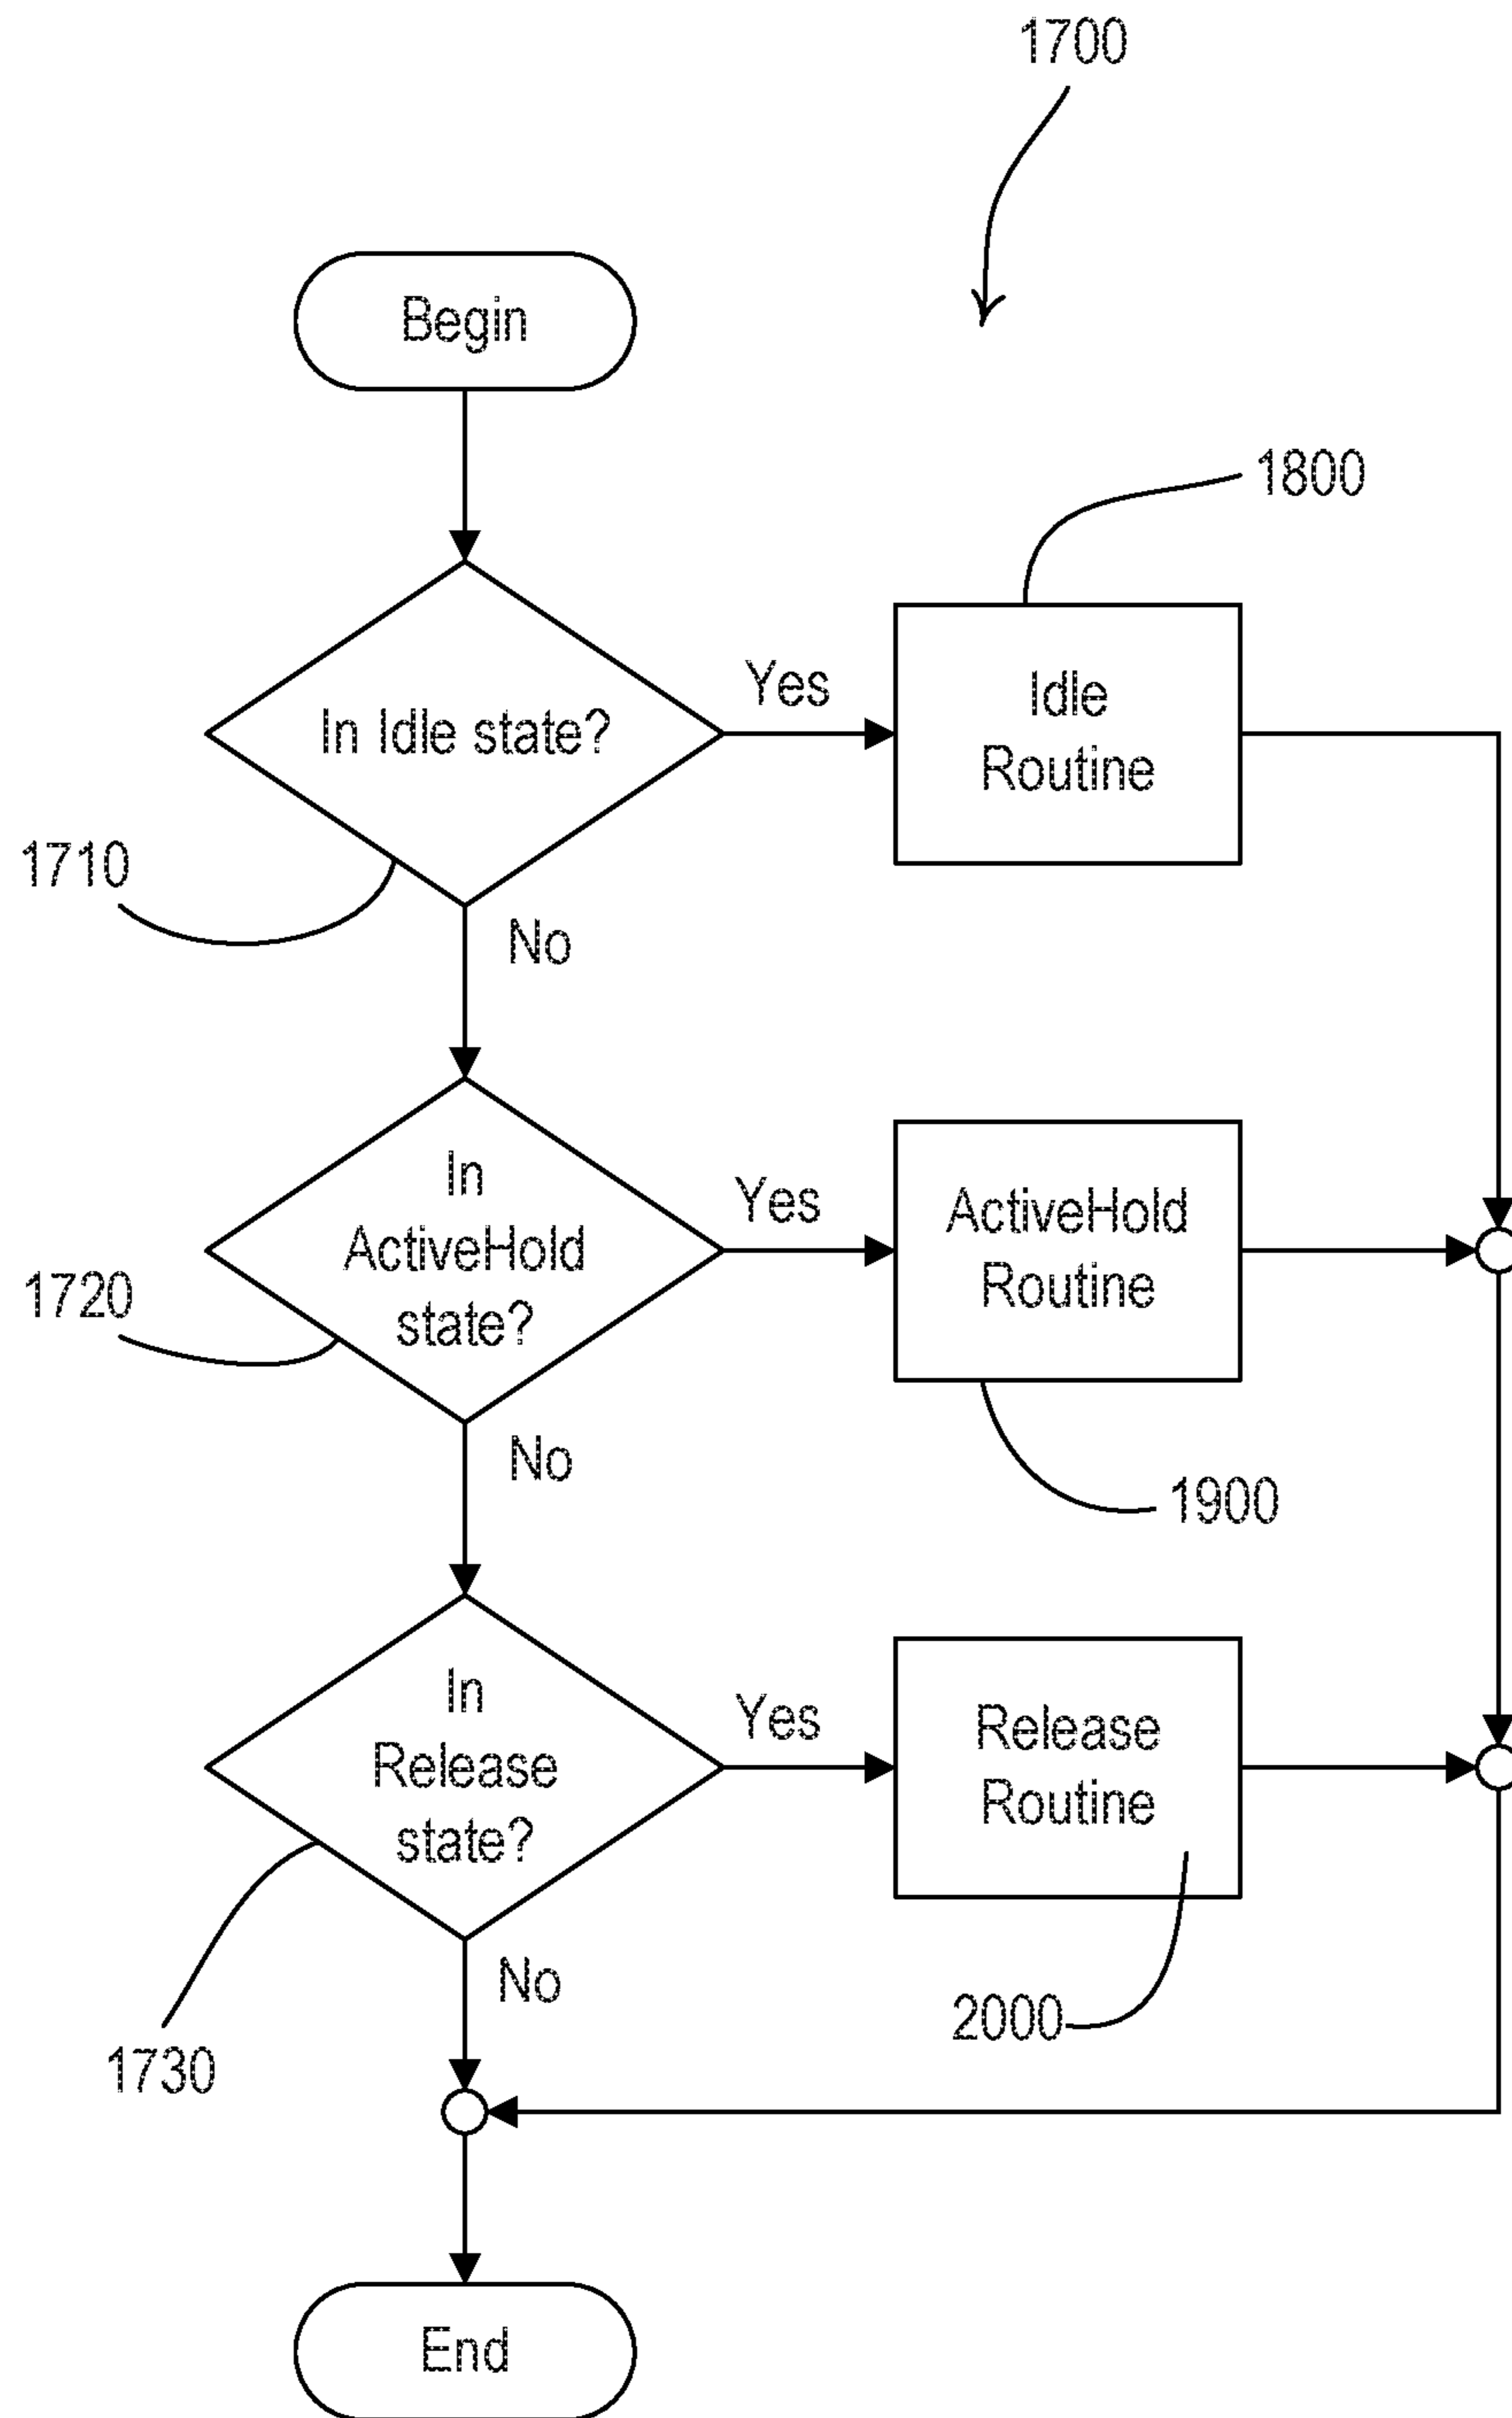 1700
Begin
1800
Yes
Idle
Routine
In Idle state?
1710
No
In
ActiveHold
state?
Yes
ActiveHold
Routine
1720
No
1900
In
Release
state?
Yes
Release
Routine
No
2000
1730
End